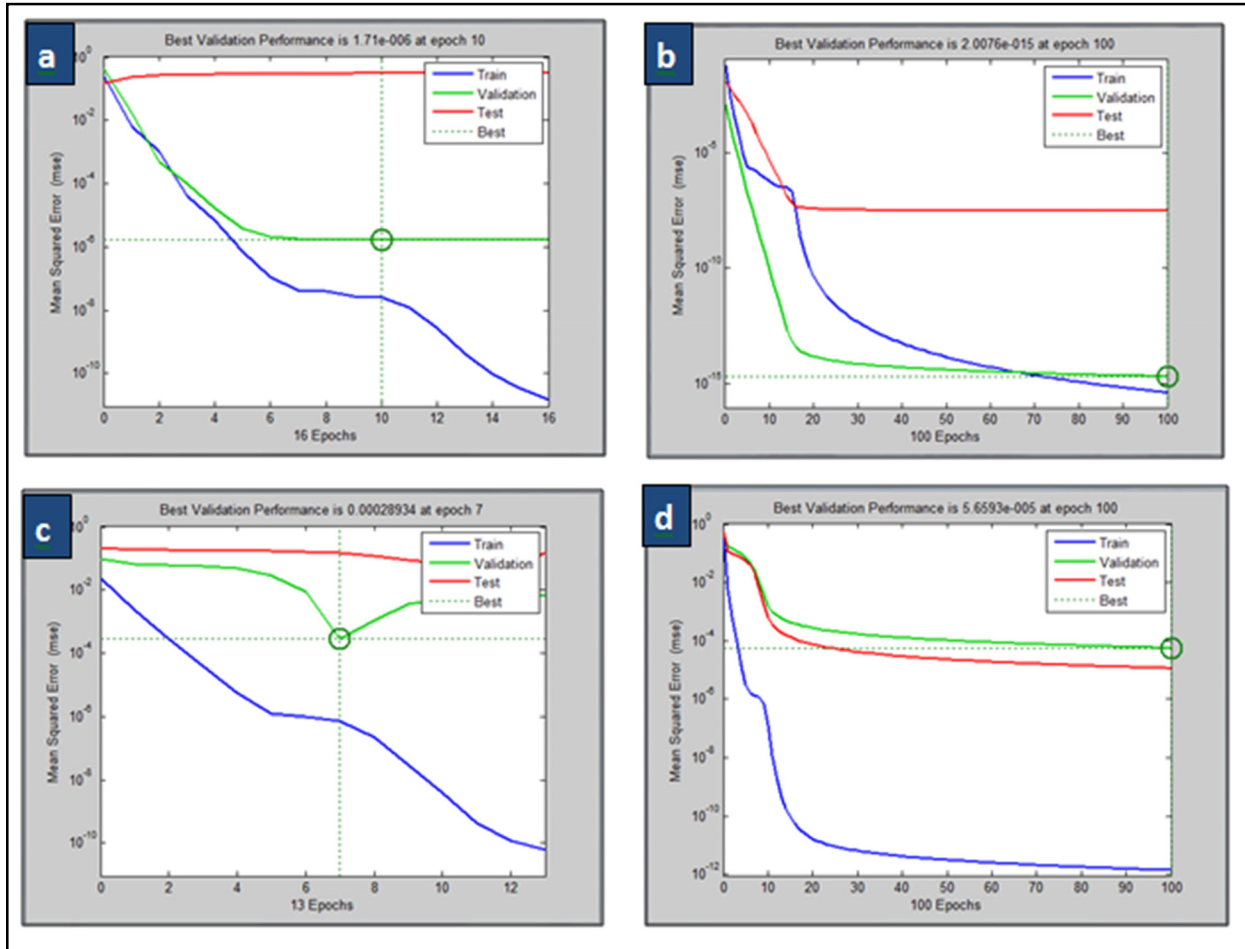 a
Best Validation Performance is 1.71e-006 at epoch 10
Train
Validation
Test
Best
Mean Squared Error (mse)
10^0
10^-2
10^-4
10^-6
10^-8
10^-10
0 2 4 6 8 10 12 14 16
16 Epochs
b
Best Validation Performance is 2.0076e-015 at epoch 100
Train
Validation
Test
Best
Mean Squared Error (mse)
10^-5
10^-10
10^-15
0 10 20 30 40 50 60 70 80 90 100
100 Epochs
c
Best Validation Performance is 0.00028934 at epoch 7
Train
Validation
Test
Best
Mean Squared Error (mse)
10^0
10^-2
10^-4
10^-6
10^-8
10^-10
0 2 4 6 8 10 12
13 Epochs
d
Best Validation Performance is 5.6593e-005 at epoch 100
Train
Validation
Test
Best
Mean Squared Error (mse)
10^0
10^-2
10^-4
10^-6
10^-8
10^-10
10^-12
0 10 20 30 40 50 60 70 80 90 100
100 Epochs